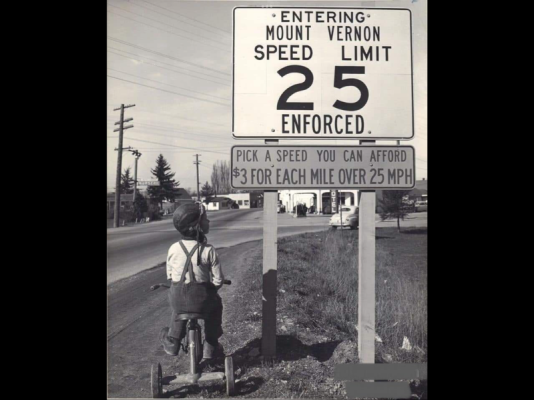 · ENTERING ·
MOUNT VERNON
SPEED LIMIT
25
· ENFORCED ·
PICK A SPEED YOU CAN AFFORD
$3 FOR EACH MILE OVER 25 MPH